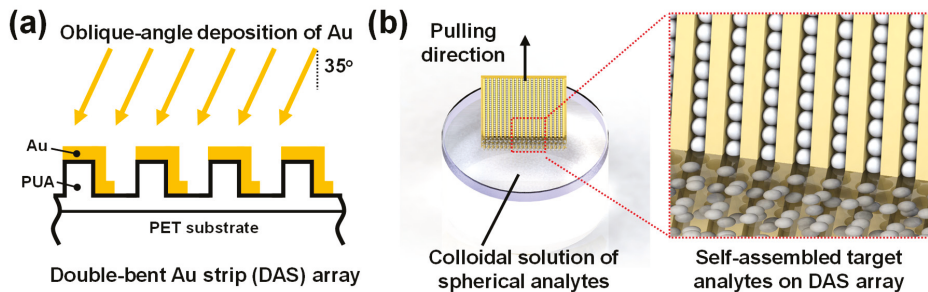 (a)
Oblique-angle deposition of Au
35°
Au
PUA
PET substrate
Double-bent Au strip (DAS) array
(b)
Pulling
direction
Colloidal solution of
spherical analytes
Self-assembled target
analytes on DAS array